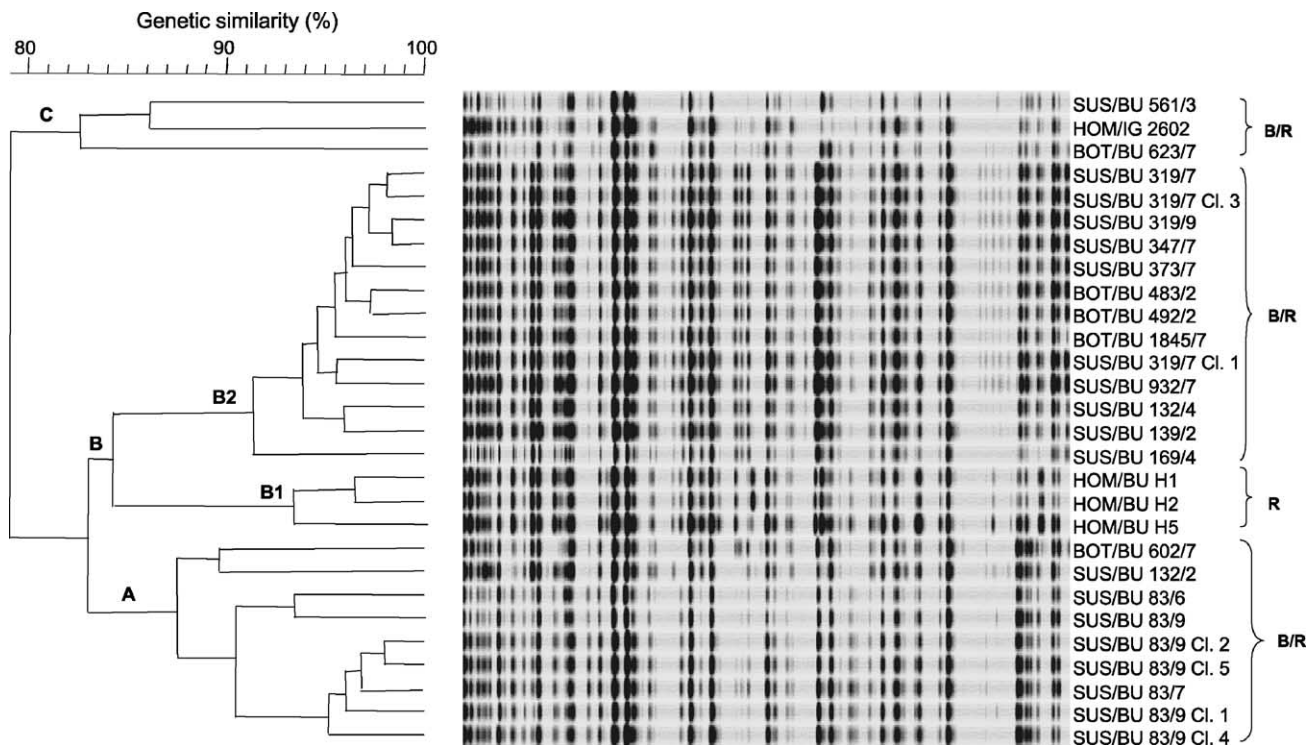 Genetic similarity (%)
80 90 100
C
SUS/BU 561/3
HOM/IG 2602
B/R
BOT/BU 623/7
SUS/BU 319/7
SUS/BU 319/7 Cl. 3
SUS/BU 319/9
SUS/BU 347/7
SUS/BU 373/7
BOT/BU 483/2
BOT/BU 492/2
B/R
BOT/BU 1845/7
SUS/BU 319/7 Cl. 1
SUS/BU 932/7
B2
SUS/BU 132/4
SUS/BU 139/2
B
SUS/BU 169/4
HOM/BU H1
B1
HOM/BU H2
R
HOM/BU H5
BOT/BU 602/7
SUS/BU 132/2
A
SUS/BU 83/6
SUS/BU 83/9
SUS/BU 83/9 Cl. 2
B/R
SUS/BU 83/9 Cl. 5
SUS/BU 83/7
SUS/BU 83/9 Cl. 1
SUS/BU 83/9 Cl. 4